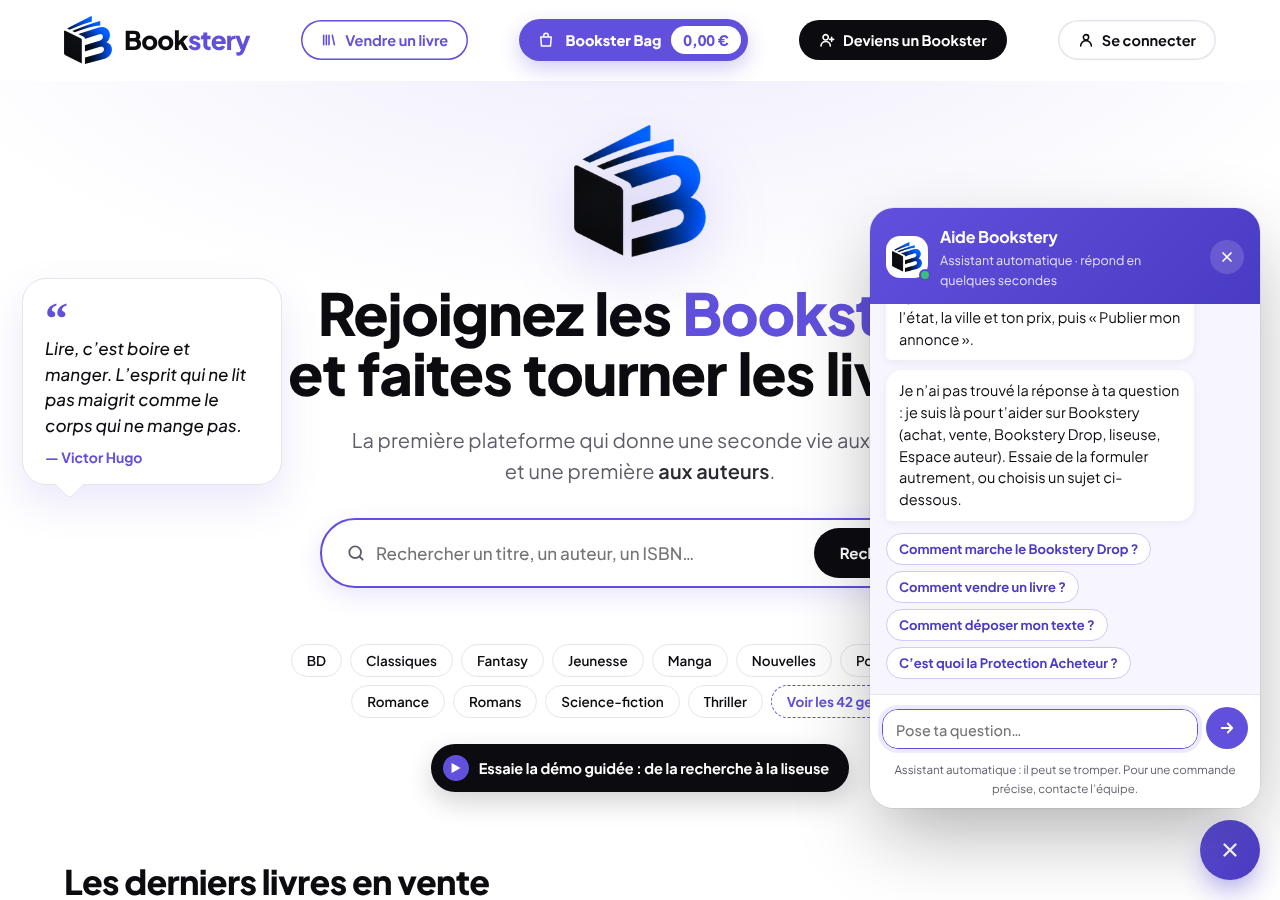 Bookstery
Vendre un livre
Bookster Bag 0,00 €
Deviens un Bookster
Se connecter
“
Lire, c’est boire et
manger. L’esprit qui ne lit
pas maigrit comme le
corps qui ne mange pas.
— Victor Hugo
Rejoignez les Bookst
et faites tourner les liv
La première plateforme qui donne une seconde vie aux
et une première aux auteurs.
Rechercher un titre, un auteur, un ISBN…
Rech
BD
Classiques
Fantasy
Jeunesse
Manga
Nouvelles
Po
Romance
Romans
Science-fiction
Thriller
Voir les 42 ge
Essaie la démo guidée : de la recherche à la liseuse
Les derniers livres en vente
Aide Bookstery
Assistant automatique · répond en
quelques secondes
l’état, la ville et ton prix, puis « Publier mon
annonce ».
Je n’ai pas trouvé la réponse à ta question
: je suis là pour t’aider sur Bookstery
(achat, vente, Bookstery Drop, liseuse,
Espace auteur). Essaie de la formuler
autrement, ou choisis un sujet ci-
dessous.
Comment marche le Bookstery Drop ?
Comment vendre un livre ?
Comment déposer mon texte ?
C’est quoi la Protection Acheteur ?
Pose ta question…
Assistant automatique : il peut se tromper. Pour une commande
précise, contacte l’équipe.